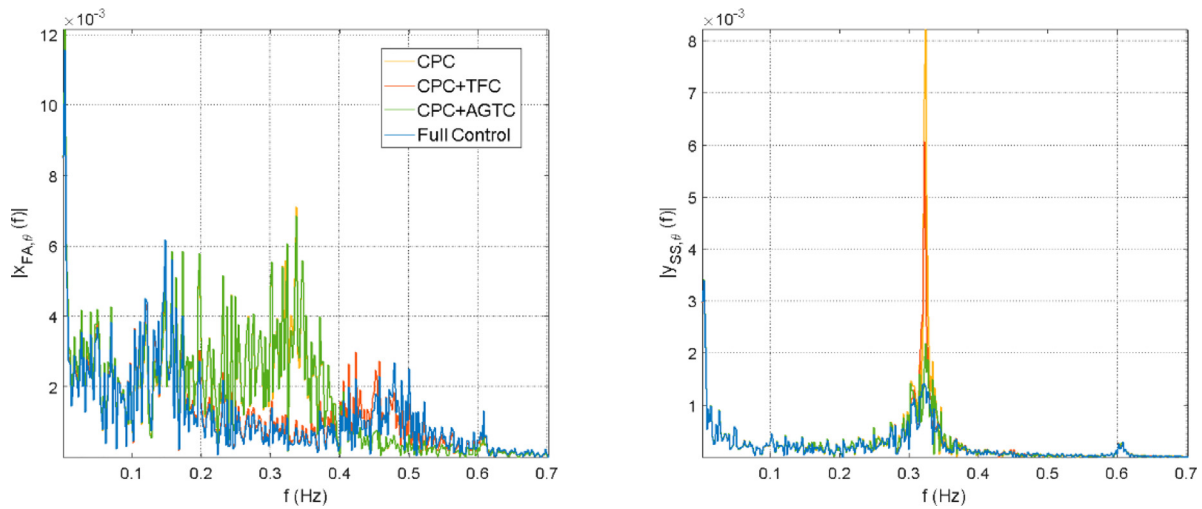 ×10⁻³
12
10
8
6
4
2
|x_FA,θ (f)|
CPC
CPC+TFC
CPC+AGTC
Full Control
0.1 0.2 0.3 0.4 0.5 0.6 0.7
f (Hz)
×10⁻³
8
7
6
5
4
3
2
1
|y_SS,θ (f)|
0.1 0.2 0.3 0.4 0.5 0.6 0.7
f (Hz)